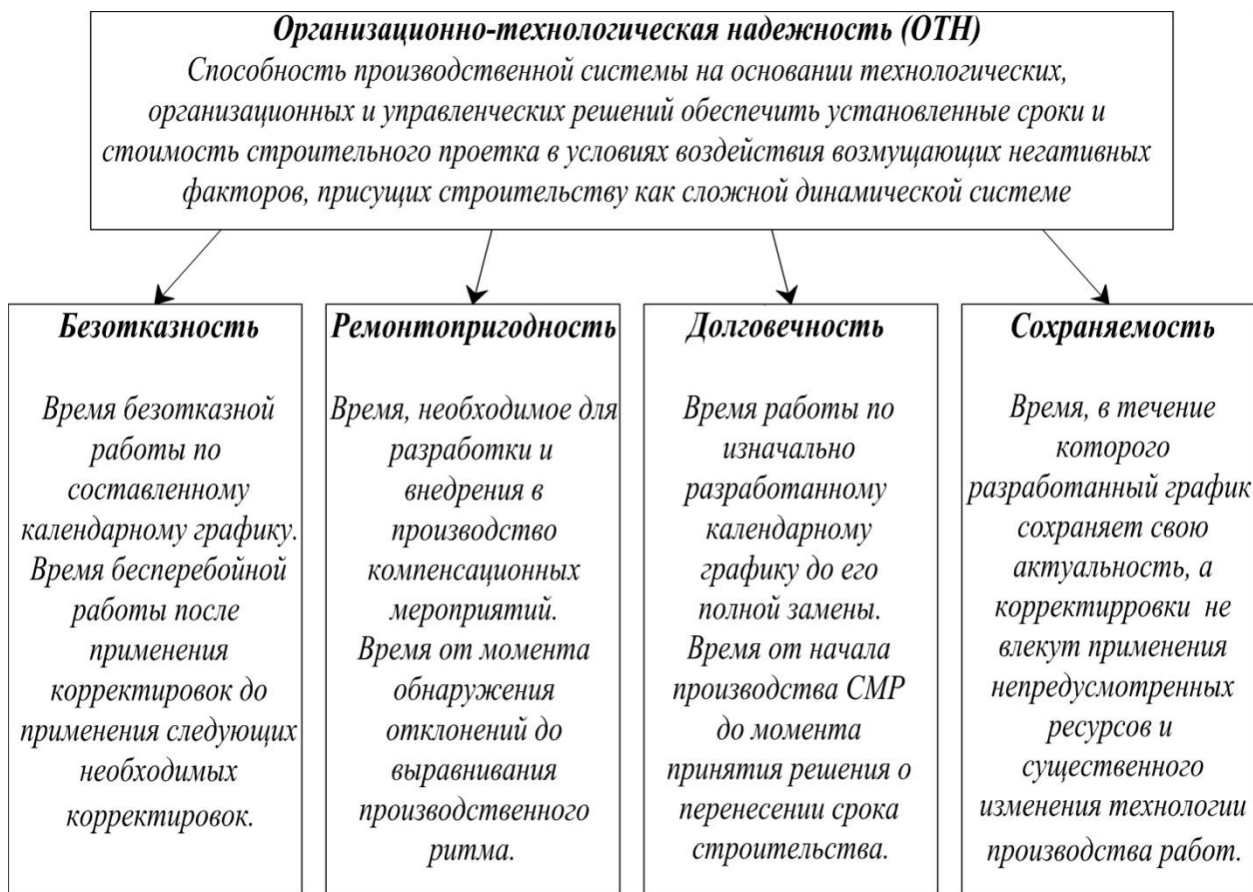 Организационно-технологическая надежность (ОТН)
Способность производственной системы на основании технологических,
организационных и управленческих решений обеспечить установленные сроки и
стоимость строительного проетка в условиях воздействия возмущающих негативных
факторов, присущих строительству как сложной динамической системе
Безотказность
Время безотказной
работы по
составленному
календарному графику.
Время бесперебойной
работы после
применения
корректировок до
применения следующих
необходимых
корректировок.
Ремонтопригодность
Время, необходимое для
разработки и
внедрения в
производство
компенсационных
мероприятий.
Время от момента
обнаружения
отклонений до
выравнивания
производственного
ритма.
Долговечность
Время работы по
изначально
разработанному
календарному
графику до его
полной замены.
Время от начала
производства СМР
до момента
принятия решения о
перенесении срока
строительства.
Сохраняемость
Время, в течение
которого
разработанный график
сохраняет свою
актуальность, а
корректирровки не
влекут применения
непредусмотренных
ресурсов и
существенного
изменения технологии
производства работ.